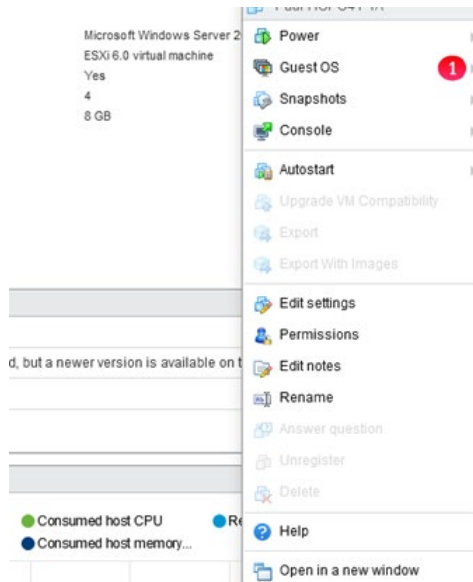 Microsoft Windows Server 2
ESXi 6.0 virtual machine
Yes
4
8 GB
Power
Guest OS
1
Snapshots
Console
Autostart
Upgrade VM Compatibility
Export
Export With Images
Edit settings
Permissions
Edit notes
Rename
Answer question
Unregister
Delete
Help
Open in a new window
d, but a newer version is available on t
Consumed host CPU
Re
Consumed host memory...